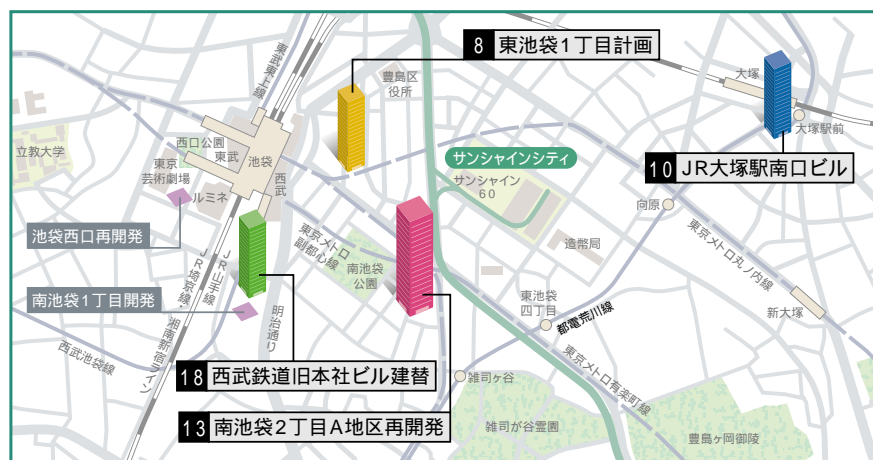 8 東池袋1丁目計画
東武東上線
豊島区
役所
大塚
大塚駅前
西口公園
東武
池袋
立教大学
東京
芸術劇場
ルミネ
西武
サンシャインシティ
サンシャイン
60
10 JR大塚駅南口ビル
向原
池袋西口再開発
東京メトロ
副都心線
南池袋
公園
造幣局
東京メトロ丸ノ内線
JR山手線
JR埼京線・湘南新宿ライン
南池袋1丁目開発
明治通り
東池袋
四丁目
都電荒川線
新大塚
西武池袋線
18 西武鉄道旧本社ビル建替
雑司ヶ谷
東京メトロ有楽町線
13 南池袋2丁目A地区再開発
雑司が谷霊園
豊島ヶ岡御陵